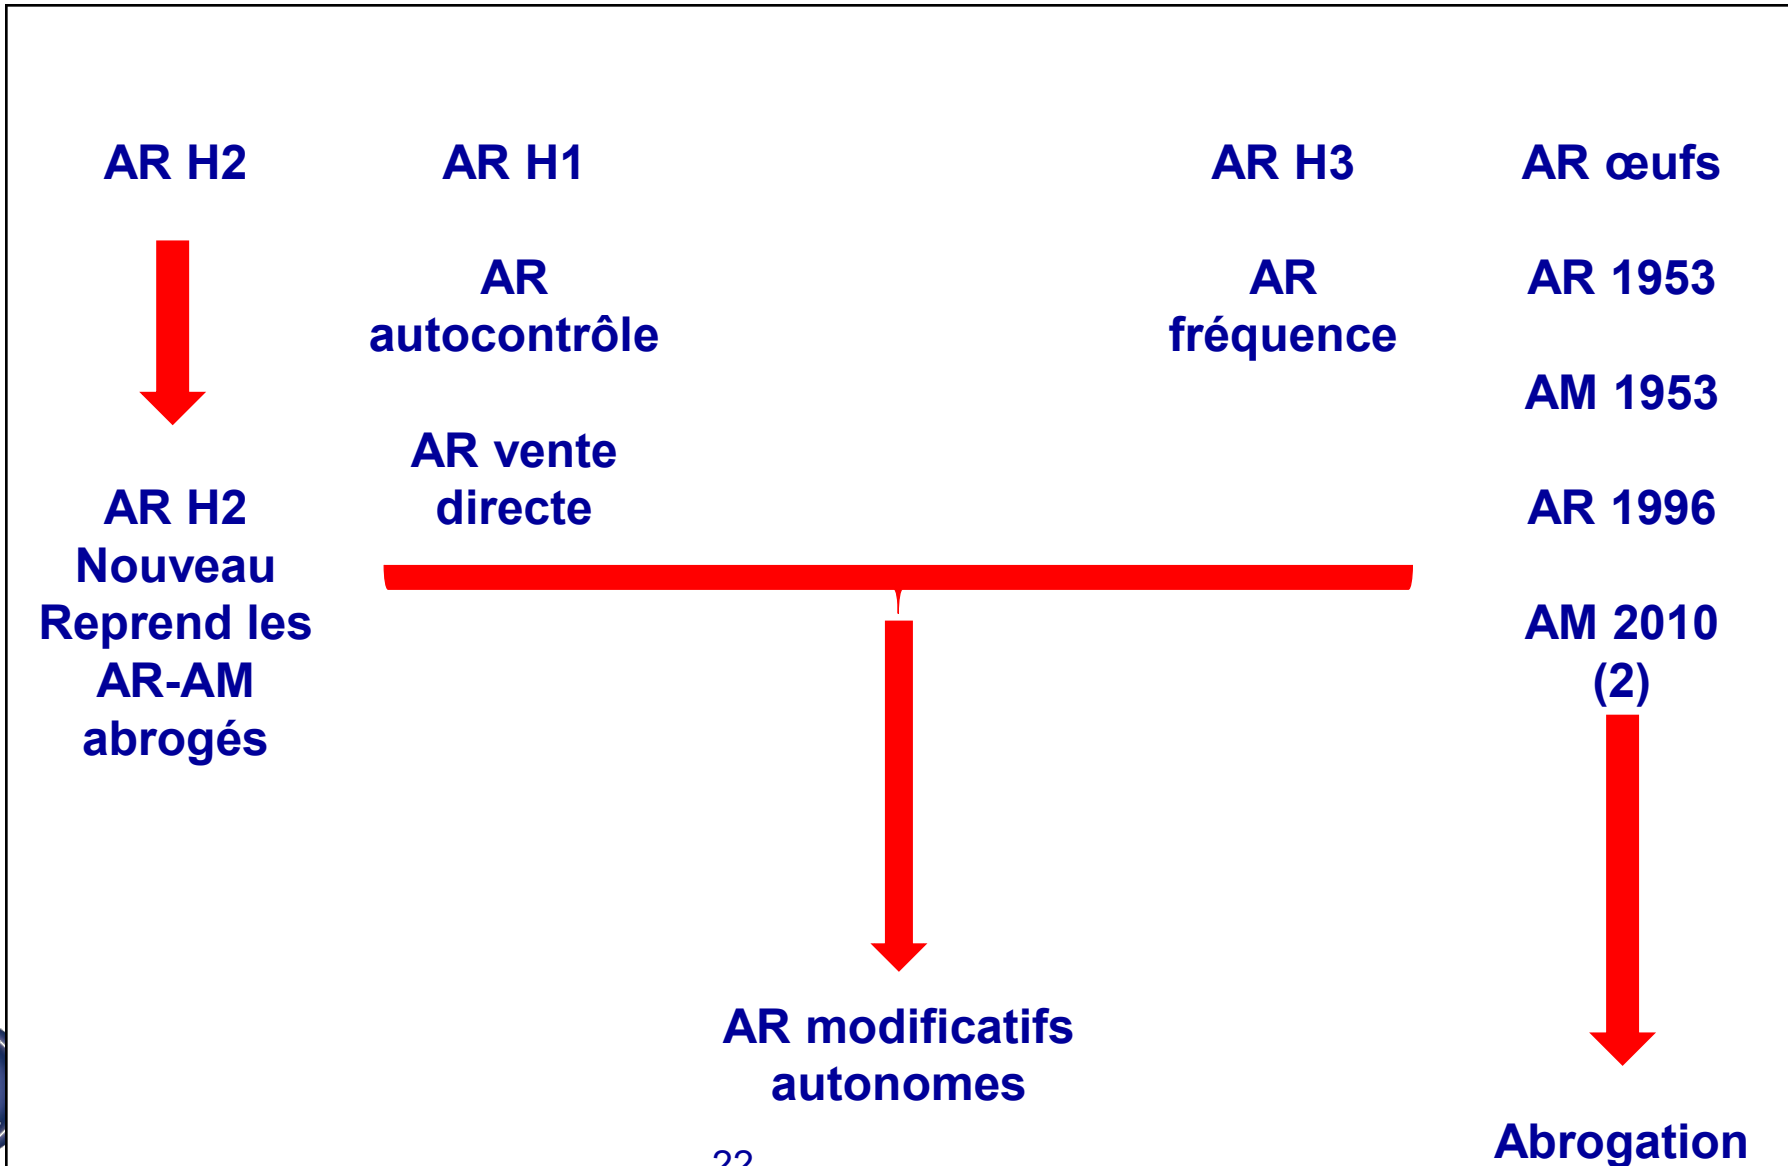 AR H2
AR H2
Nouveau
Reprend les
AR-AM
abrogés
AR H1
AR
autocontrôle
AR vente
directe
AR H3
AR
fréquence
AR modificatifs
autonomes
AR œufs
AR 1953
AM 1953
AR 1996
AM 2010
(2)
Abrogation
22